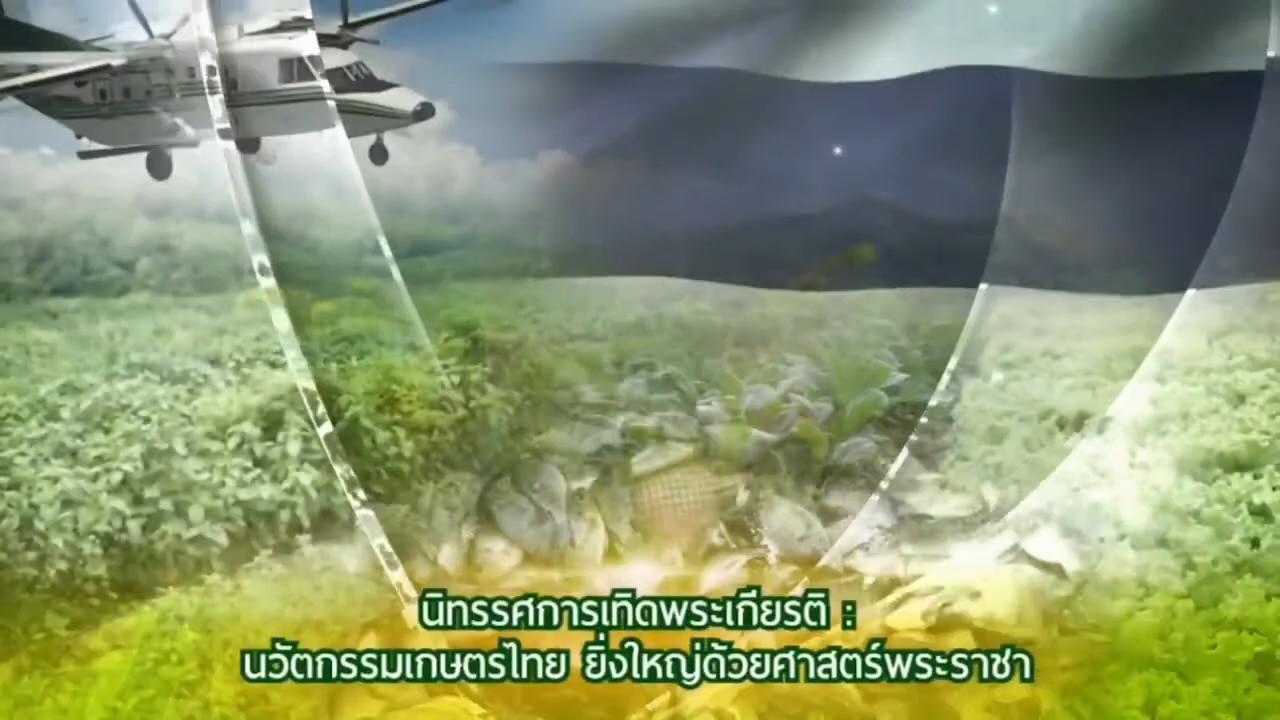 นิทรรศการเทิดพระเกียรติ :
นวัตกรรมเกษตรไทย ยิ่งใหญ่ด้วยศาสตร์พระราชา